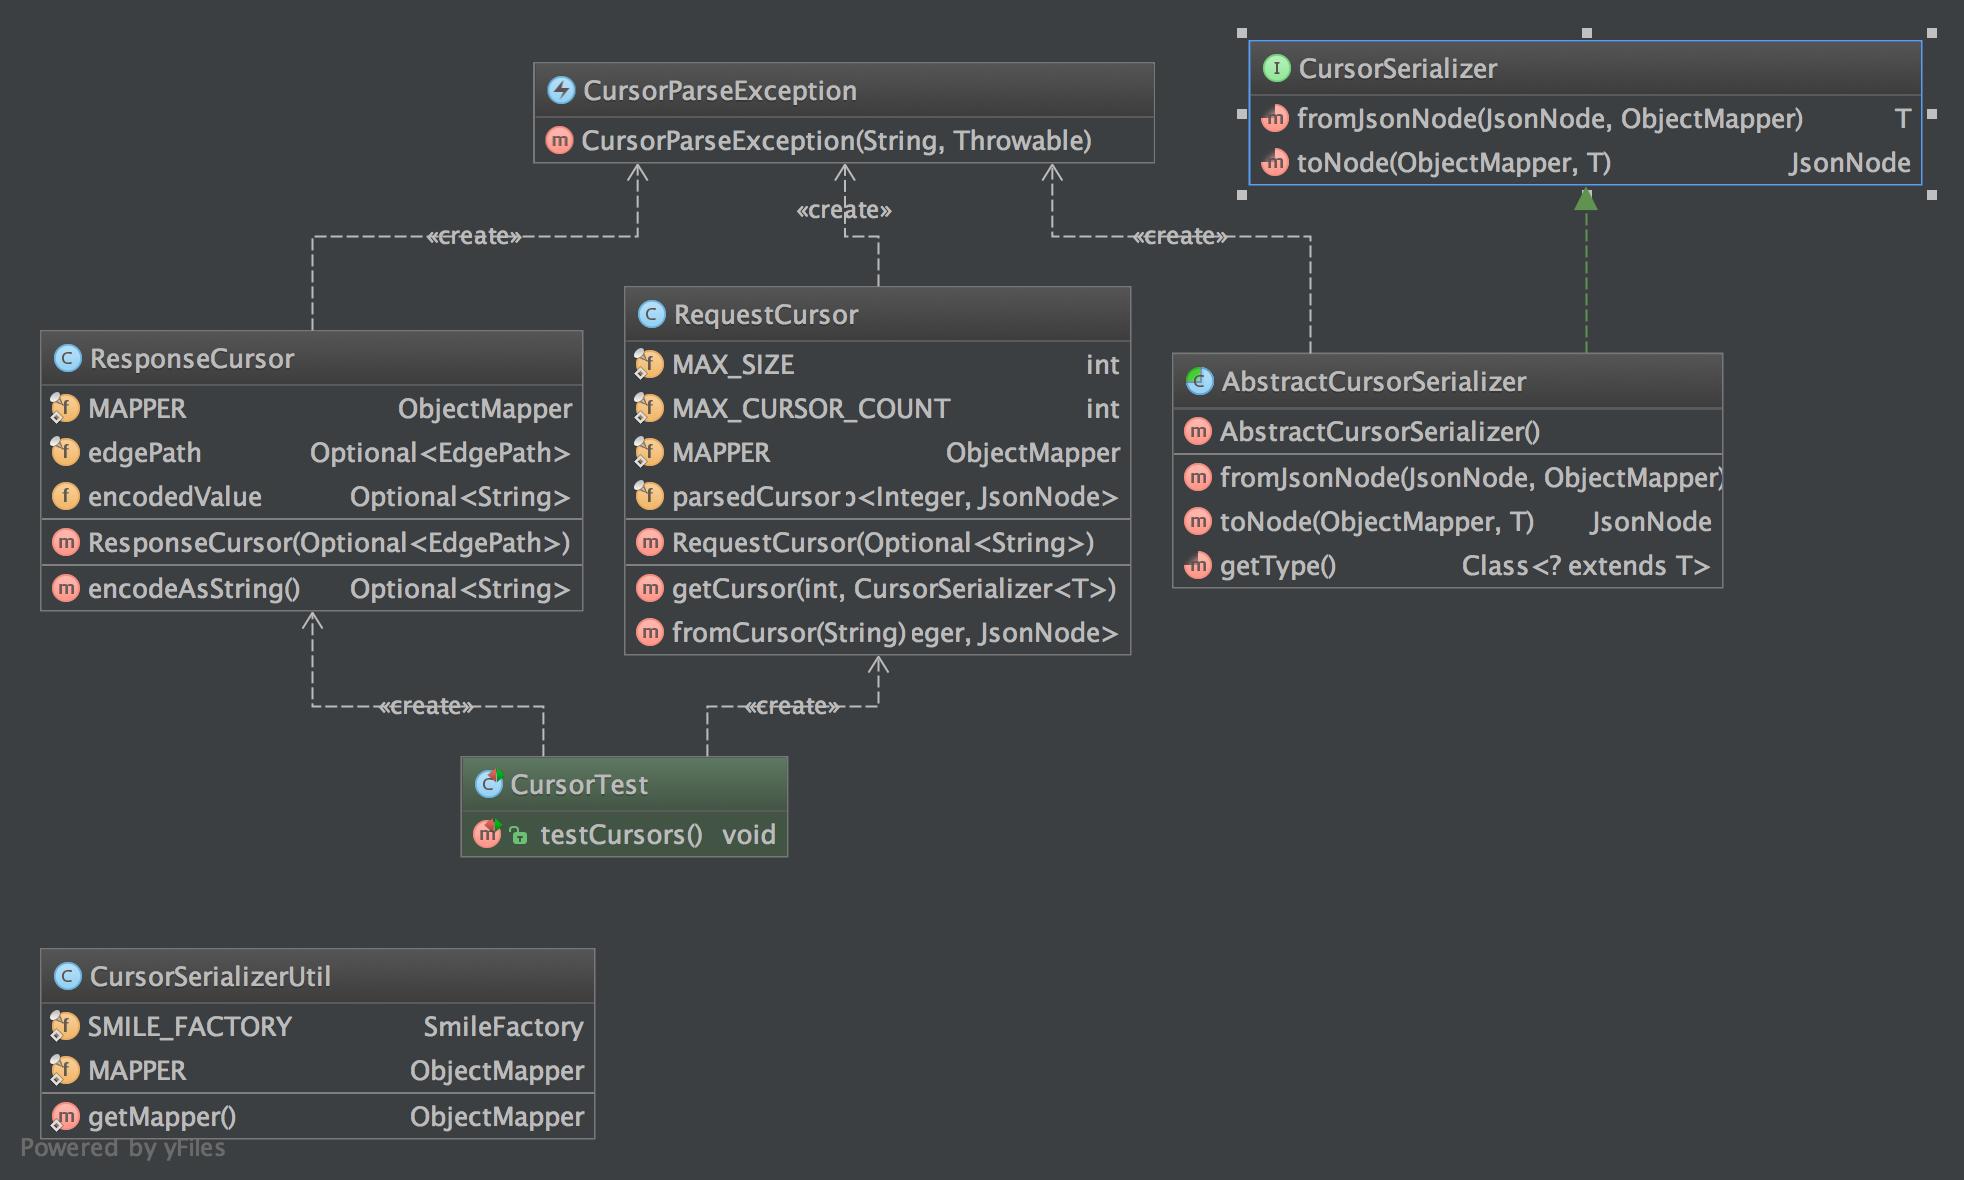 CursorParseException
CursorParseException(String, Throwable)
CursorSerializer
fromJsonNode(JsonNode, ObjectMapper) T
toNode(ObjectMapper, T) JsonNode
«create»
«create»
«create»
ResponseCursor
MAPPER ObjectMapper
edgePath Optional<EdgePath>
encodedValue Optional<String>
ResponseCursor(Optional<EdgePath>)
encodeAsString() Optional<String>
RequestCursor
MAX_SIZE int
MAX_CURSOR_COUNT int
MAPPER ObjectMapper
parsedCursor p<Integer, JsonNode>
RequestCursor(Optional<String>)
getCursor(int, CursorSerializer<T>)
fromCursor(String) eger, JsonNode>
AbstractCursorSerializer
AbstractCursorSerializer()
fromJsonNode(JsonNode, ObjectMapper)
toNode(ObjectMapper, T) JsonNode
getType() Class<? extends T>
«create»
«create»
CursorTest
testCursors() void
CursorSerializerUtil
SMILE_FACTORY SmileFactory
MAPPER ObjectMapper
getMapper() ObjectMapper
Powered by yFiles